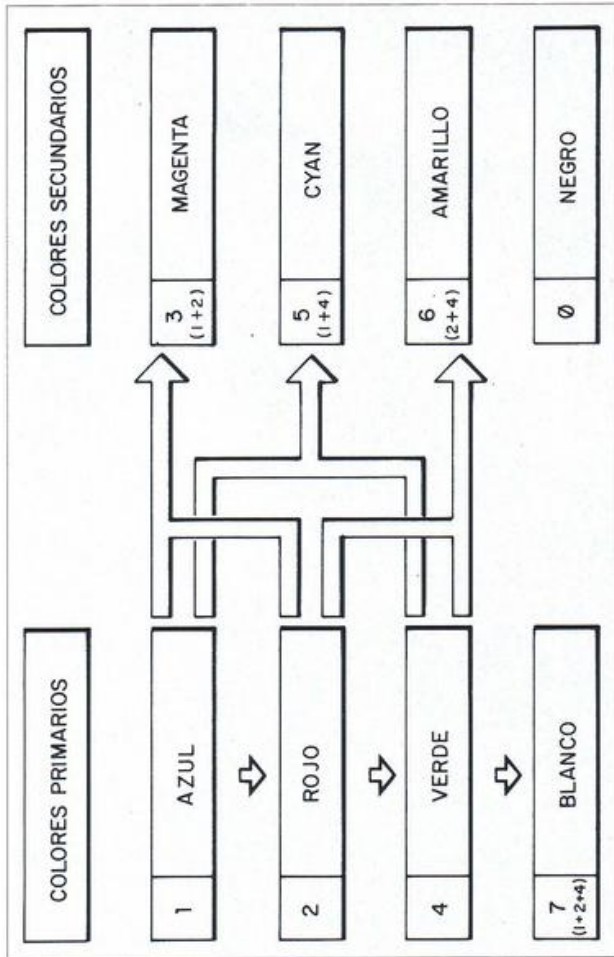 COLORES PRIMARIOS
1
AZUL
2
ROJO
4
VERDE
7
(1+2+4)
BLANCO
COLORES SECUNDARIOS
3
(1+2)
MAGENTA
5
(1+4)
CYAN
6
(2+4)
AMARILLO
Ø
NEGRO